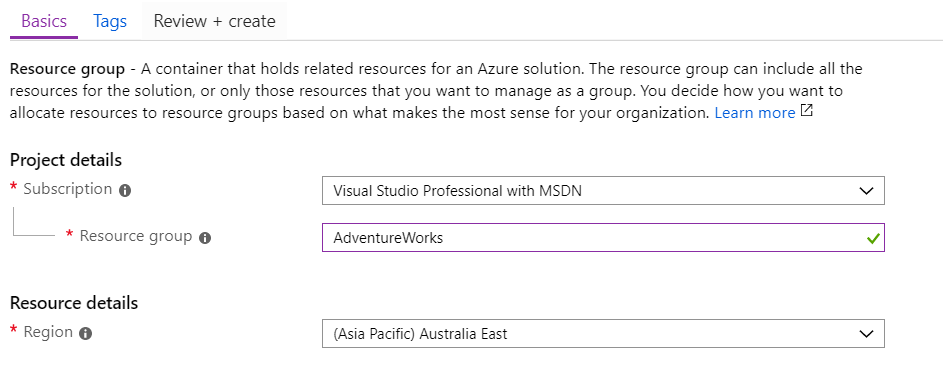 Basics Tags Review + create
Resource group - A container that holds related resources for an Azure solution. The resource group can include all the
resources for the solution, or only those resources that you want to manage as a group. You decide how you want to
allocate resources to resource groups based on what makes the most sense for your organization. Learn more
Project details
* Subscription Visual Studio Professional with MSDN
* Resource group AdventureWorks
Resource details
* Region (Asia Pacific) Australia East